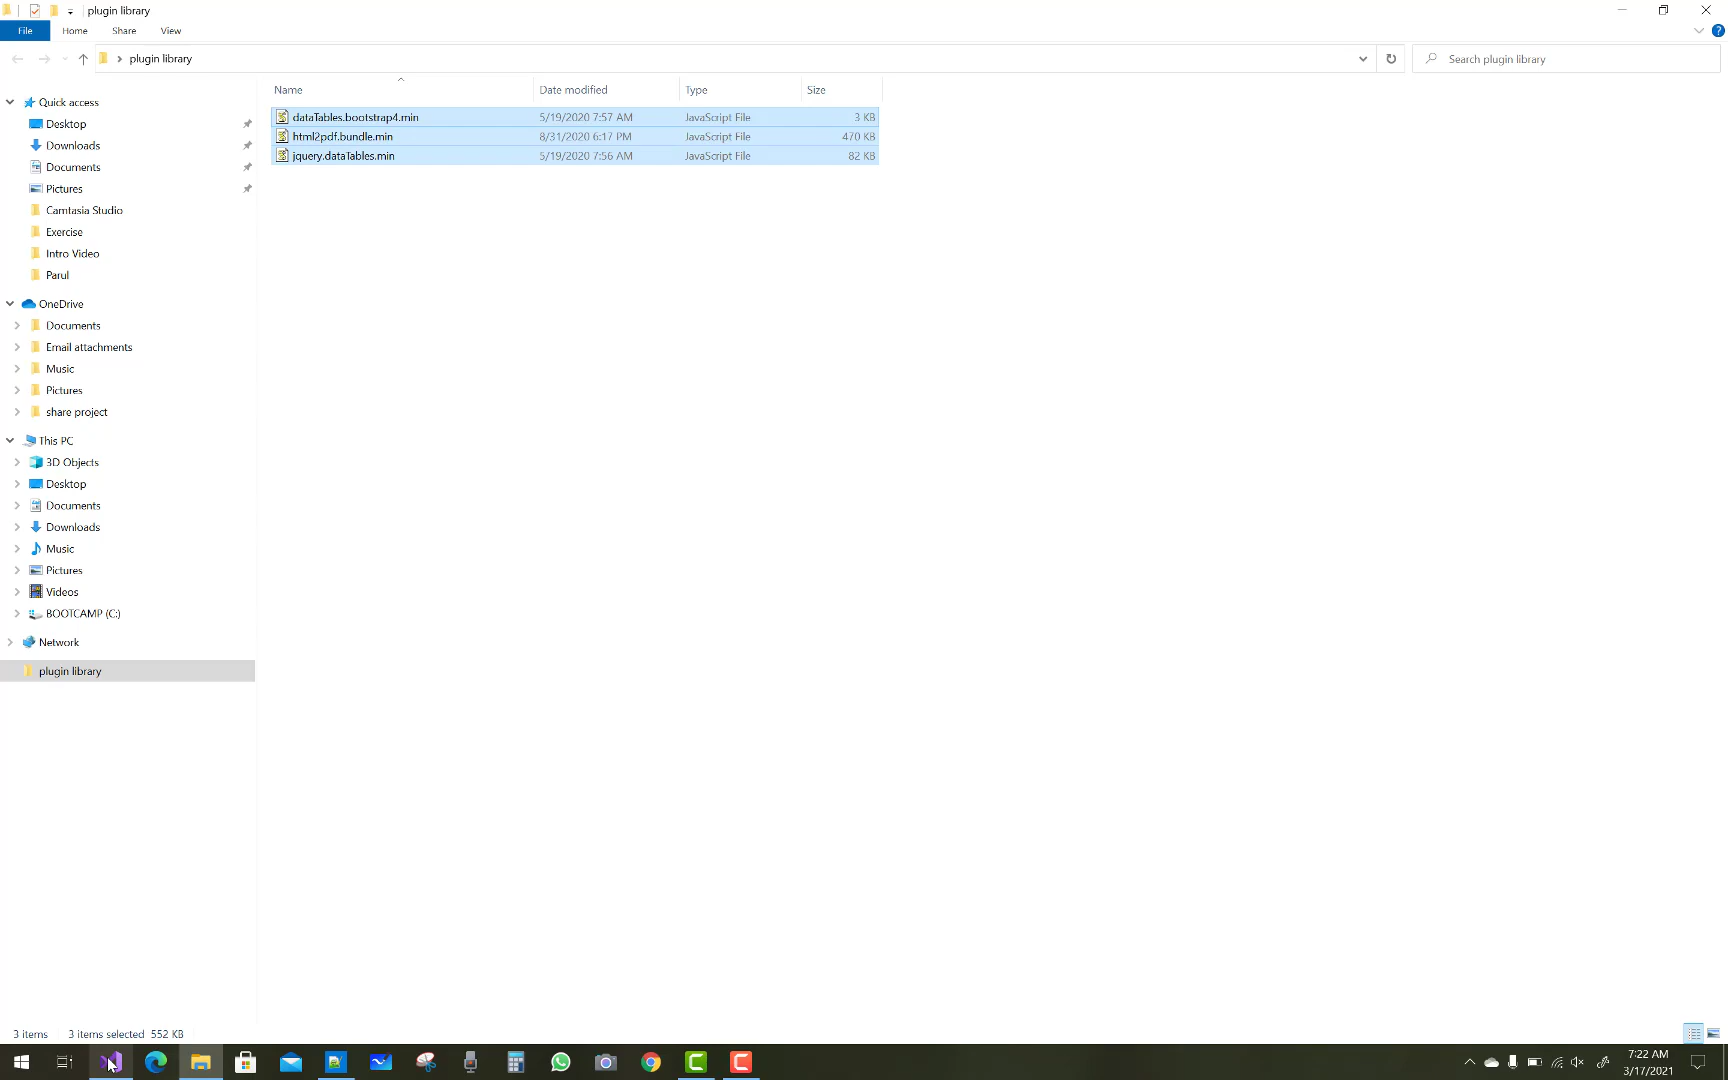 plugin library
File Home Share View
plugin library
Search plugin library
Name Date modified Type Size
dataTables.bootstrap4.min 5/19/2020 7:57 AM JavaScript File 3 KB
html2pdf.bundle.min 8/31/2020 6:17 PM JavaScript File 470 KB
jquery.dataTables.min 5/19/2020 7:56 AM JavaScript File 82 KB
Quick access
Desktop
Downloads
Documents
Pictures
Camtasia Studio
Exercise
Intro Video
Parul
OneDrive
Documents
Email attachments
Music
Pictures
share project
This PC
3D Objects
Desktop
Documents
Downloads
Music
Pictures
Videos
BOOTCAMP (C:)
Network
plugin library
3 items 3 items selected 552 KB
7:22 AM
3/17/2021